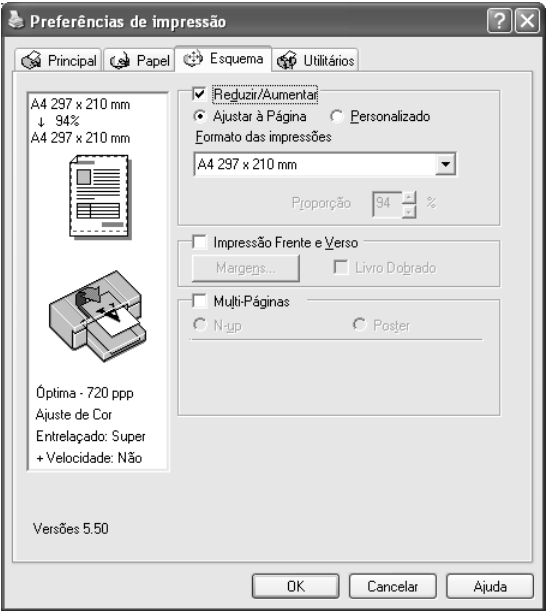 Preferências de impressão
Principal Papel Esquema Utilitários
A4 297 x 210 mm
↓ 94%
A4 297 x 210 mm
Óptima - 720 ppp
Ajuste de Cor
Entrelaçado: Super
+ Velocidade: Não
Versões 5.50
Reduzir/Aumentar
Ajustar à Página Personalizado
Formato das impressões
A4 297 x 210 mm
Proporção 94 %
Impressão Frente e Verso
Margens... Livro Dobrado
Multi-Páginas
N-up Poster
OK Cancelar Ajuda